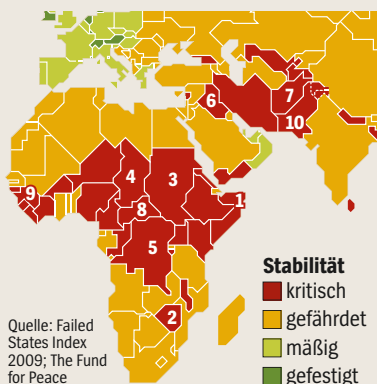 6
7
10
9
4
3
1
8
5
2
Stabilität
kritisch
gefährdet
mäßig
gefestigt
Quelle: Failed
States Index
2009; The Fund
for Peace